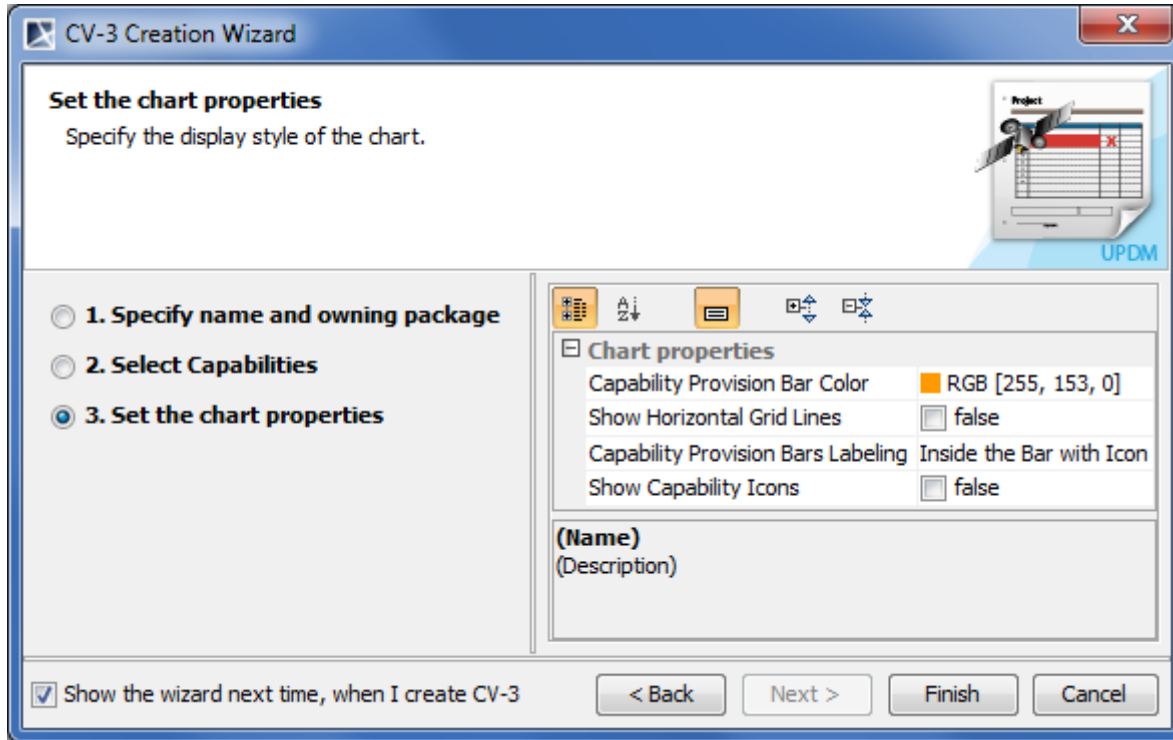 CV-3 Creation Wizard
Set the chart properties
Specify the display style of the chart.
Project
X
UPDM
1. Specify name and owning package
2. Select Capabilities
3. Set the chart properties
Chart properties
Capability Provision Bar Color RGB [255, 153, 0]
Show Horizontal Grid Lines false
Capability Provision Bars Labeling Inside the Bar with Icon
Show Capability Icons false
(Name)
(Description)
Show the wizard next time, when I create CV-3 < Back Next > Finish Cancel